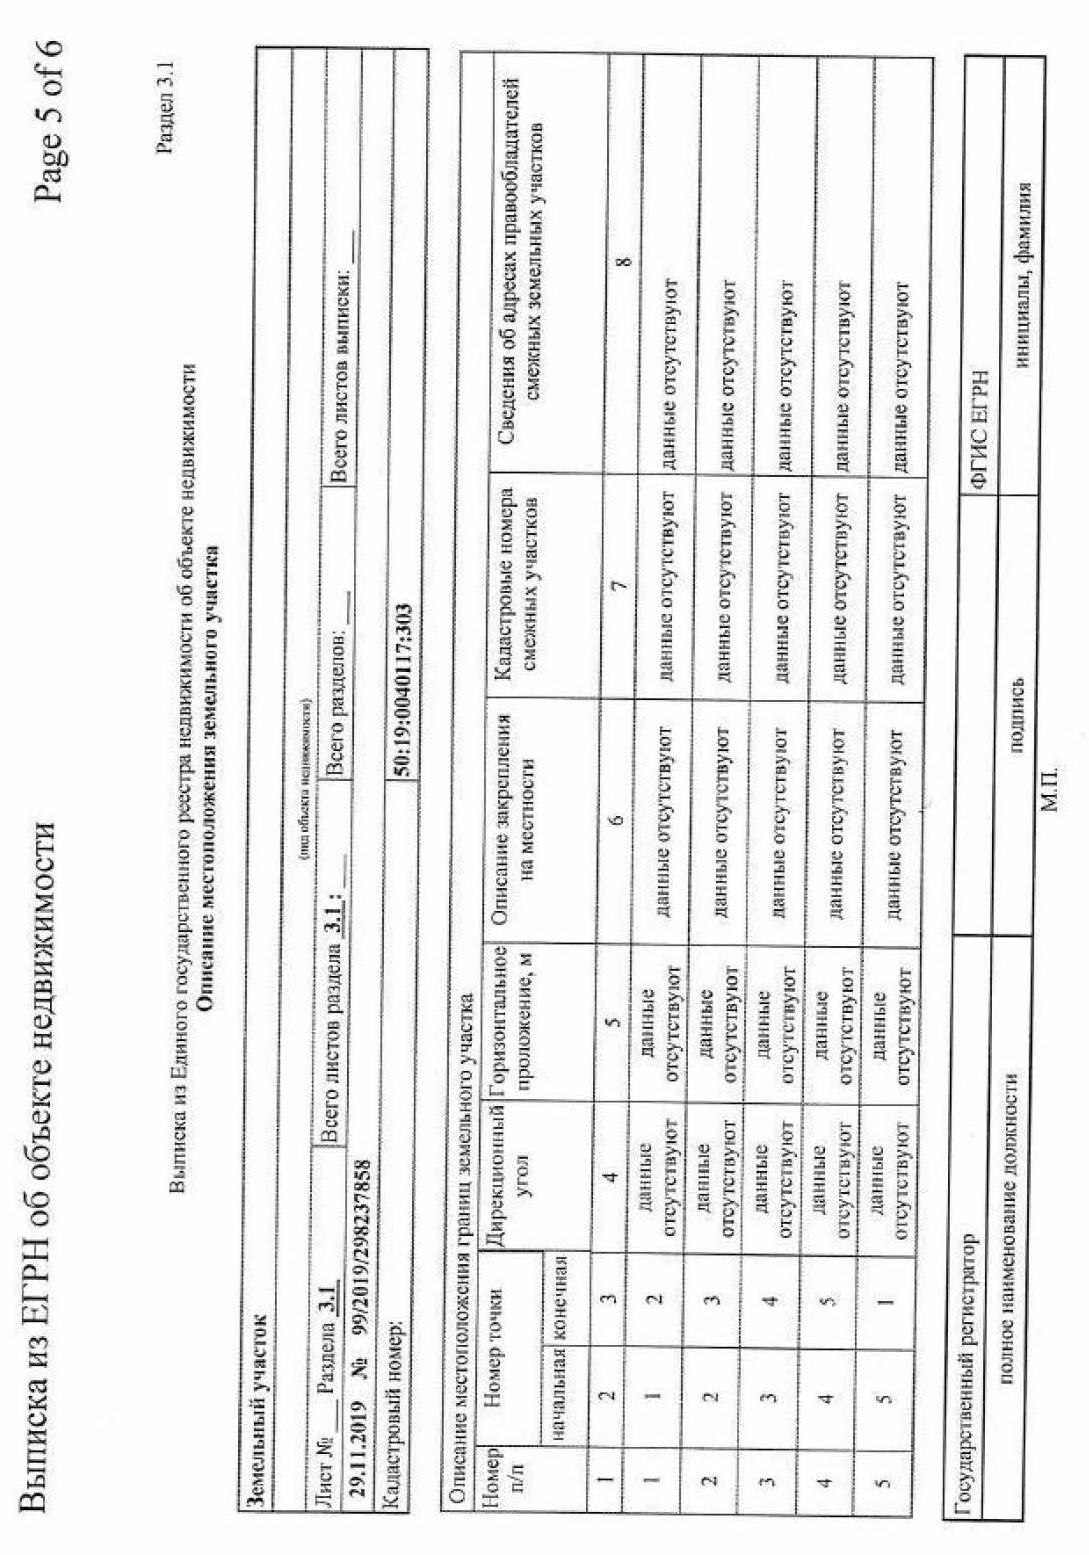 Выписка из ЕГРН об объекте недвижимости Page 5 of 6
Раздел 3.1
Выписка из Единого государственного реестра недвижимости об объекте недвижимости
Описание местоположения земельного участка
Земельный участок
(вид объекта недвижимости)
Лист № ___ Раздела 3.1 Всего листов раздела 3.1 : ___ Всего разделов: ___ Всего листов выписки: ___
29.11.2019 № 99/2019/298237858
Кадастровый номер: 50:19:0040117:303
Описание местоположения границ земельного участка
Номер п/п Номер точки Дирекционный угол Горизонтальное проложение, м Описание закрепления на местности Кадастровые номера смежных участков Сведения об адресах правообладателей смежных земельных участков
начальная конечная
1 2 3 4 5 6 7 8
1 1 2 данные отсутствуют данные отсутствуют данные отсутствуют данные отсутствуют данные отсутствуют
2 2 3 данные отсутствуют данные отсутствуют данные отсутствуют данные отсутствуют данные отсутствуют
3 3 4 данные отсутствуют данные отсутствуют данные отсутствуют данные отсутствуют данные отсутствуют
4 4 5 данные отсутствуют данные отсутствуют данные отсутствуют данные отсутствуют данные отсутствуют
5 5 1 данные отсутствуют данные отсутствуют данные отсутствуют данные отсутствуют данные отсутствуют
Государственный регистратор ФГИС ЕГРН
полное наименование должности подпись инициалы, фамилия
М.П.